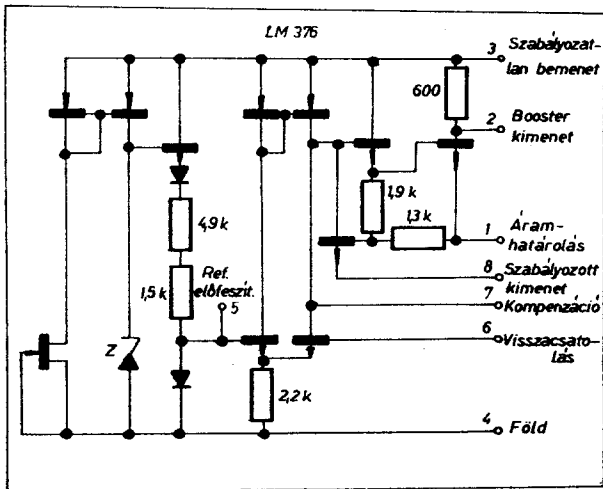 LM 376
3 Szabályozat-
lan bemenet
600
2 Booster
kimenet
1,9 k
1,3 k
4,9 k
1 Áram-
határolás
8 Szabályozott
kimenet
Ref.
előfeszít.
5
1,5 k
7 Kompenzáció
6 Visszacsato-
lás
Z
2,2 k
4 Föld